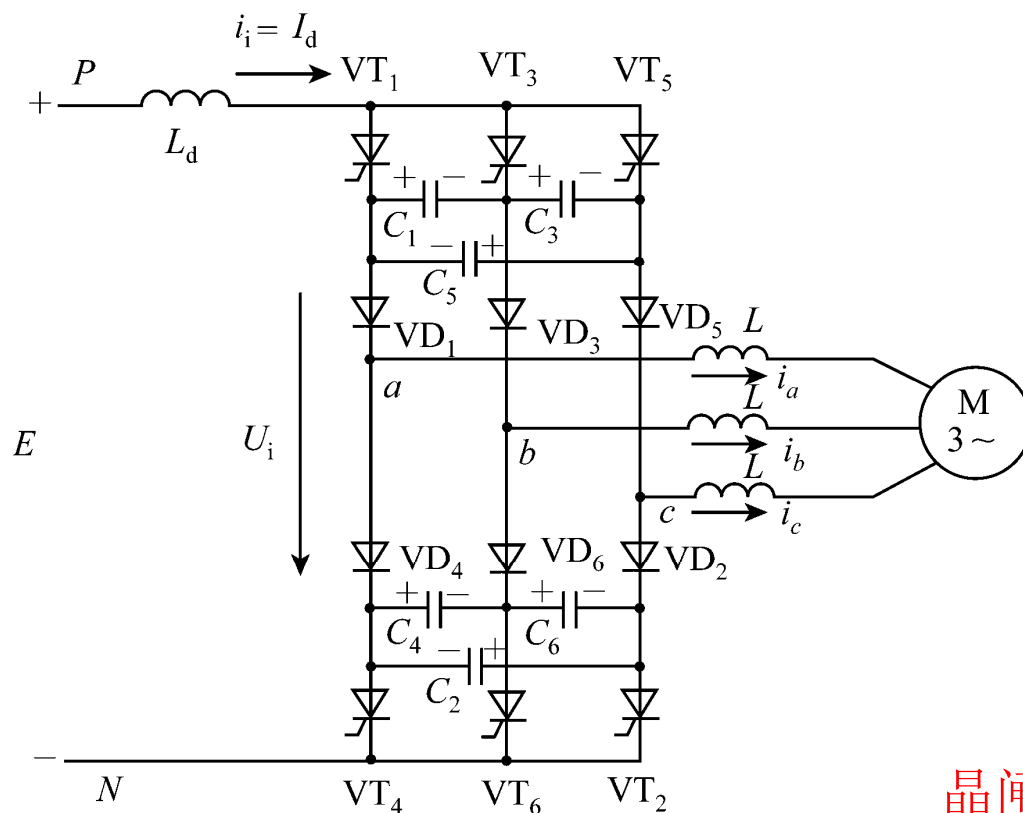 i_i = I_d
P VT_1 VT_3 VT_5
+
L_d
+ − + −
C_1 C_3
− +
C_5
VD_1 VD_3 VD_5 L
a i_a
L
M
3~
E U_i b i_b
L
c i_c
VD_4 VD_6 VD_2
+ − + −
C_4 C_6
− +
C_2
−
N VT_4 VT_6 VT_2
晶闸